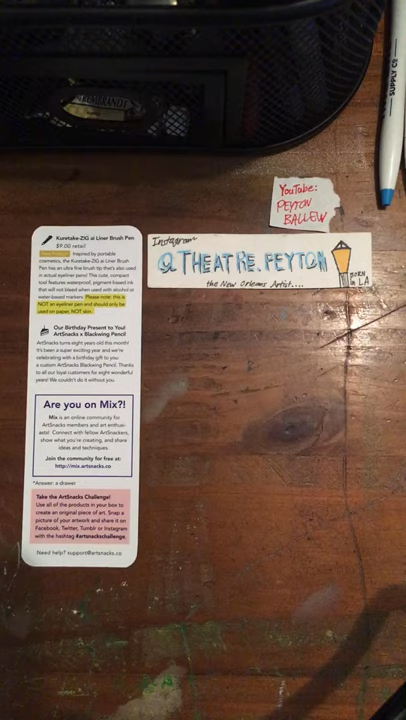 REMBRANDT
SUPPLY CO
YouTube:
PEYTON
BALLEW
Instagram
@THEATRE.PEYTON
the New Orleans Artist....
BORN
in LA
Kuretake-ZIG ai Liner Brush Pen
$9.00 retail
Inspired by portable
cosmetics, the Kuretake-ZIG ai Liner Brush
Pen has an ultra fine brush tip that's also used
in actual eyeliner pens! This cute, compact
tool features waterproof, pigment-based ink
that will not bleed when used with alcohol or
water-based markers. Please note: this is
NOT an eyeliner pen and should only be
used on paper, NOT skin.
Our Birthday Present to You!
ArtSnacks x Blackwing Pencil
ArtSnacks turns eight years old this month!
It's been a super exciting year and we're
celebrating with a birthday gift to you
a custom ArtSnacks Blackwing Pencil. Thanks
to all our loyal customers for eight wonderful
years! We couldn't do it without you.
Are you on Mix?!
Mix is an online community for
ArtSnacks members and art enthusi-
asts! Connect with fellow ArtSnackers,
show what you're creating, and share
ideas and techniques.
Join the community for free at:
http://mix.artsnacks.co
*Answer: a drawer
Take the ArtSnacks Challenge!
Use all of the products in your box to
create an original piece of art. Snap a
picture of your artwork and share it on
Facebook, Twitter, Tumblr or Instagram
with the hashtag #artsnackschallenge.
Need help? support@artsnacks.co